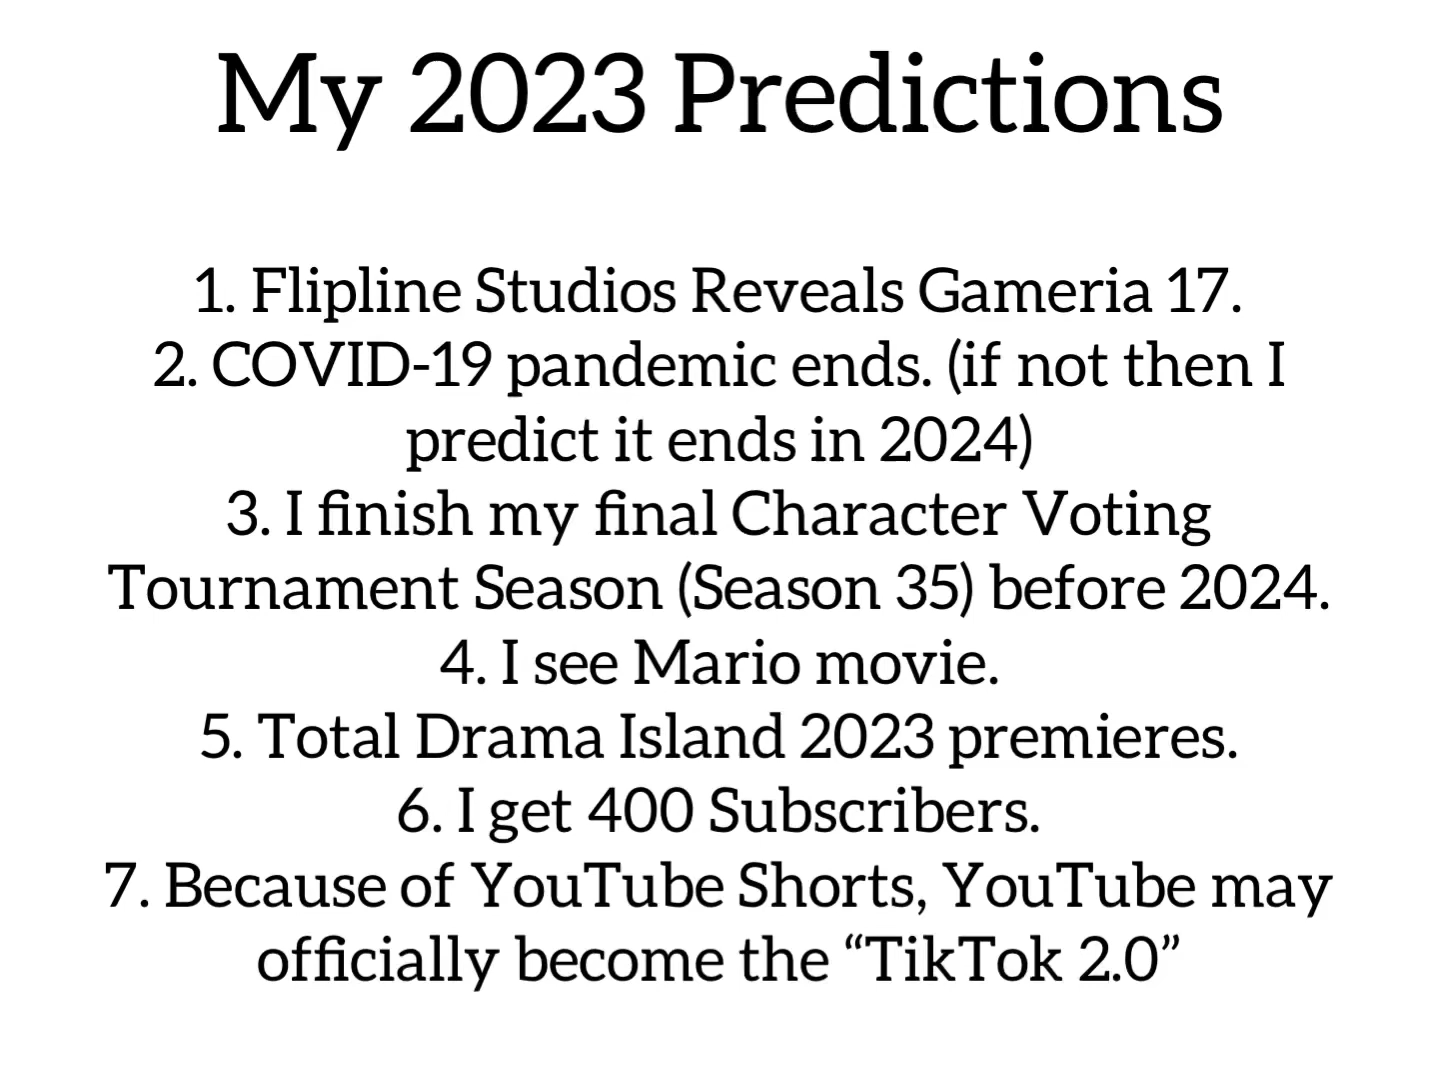 My 2023 Predictions
1. Flipline Studios Reveals Gameria 17.
2. COVID-19 pandemic ends. (if not then I
predict it ends in 2024)
3. I finish my final Character Voting
Tournament Season (Season 35) before 2024.
4. I see Mario movie.
5. Total Drama Island 2023 premieres.
6. I get 400 Subscribers.
7. Because of YouTube Shorts, YouTube may
officially become the “TikTok 2.0”